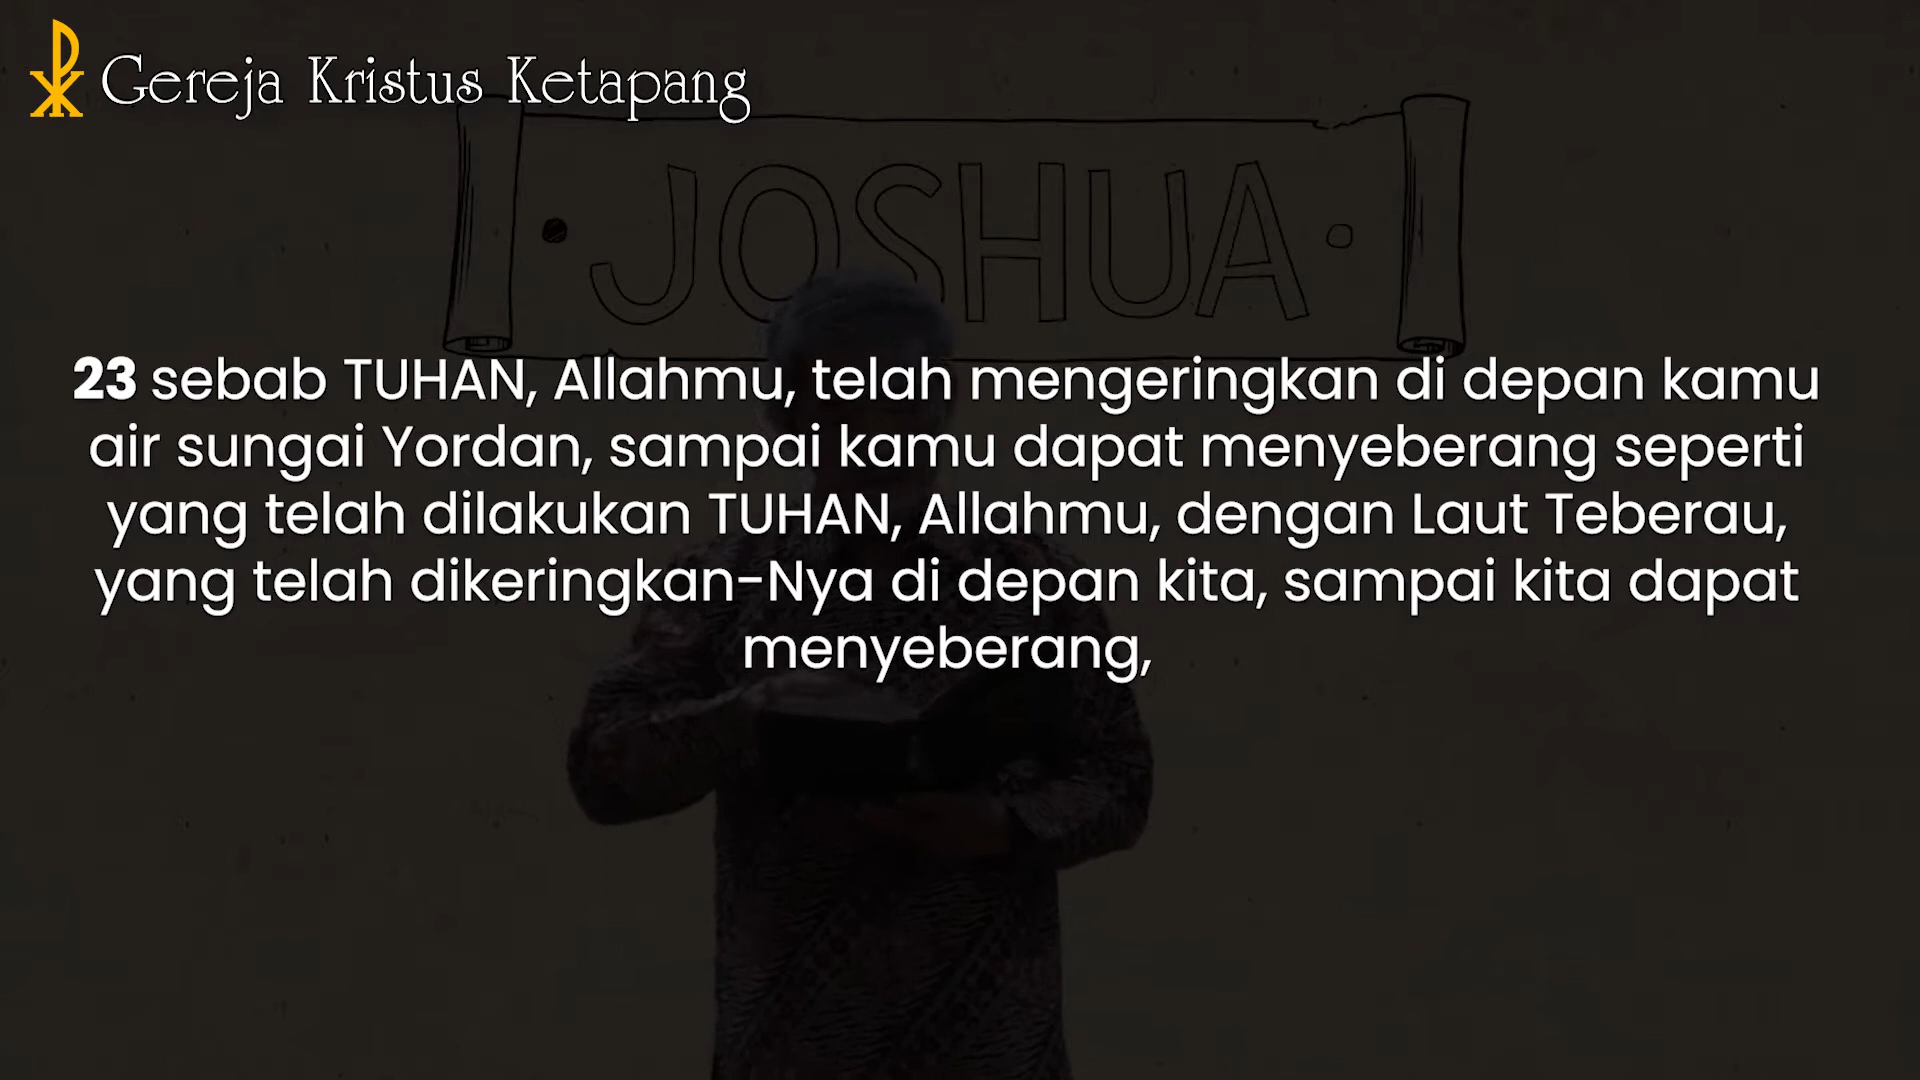 Gereja Kristus Ketapang
JOSHUA
23 sebab TUHAN, Allahmu, telah mengeringkan di depan kamu
air sungai Yordan, sampai kamu dapat menyeberang seperti
yang telah dilakukan TUHAN, Allahmu, dengan Laut Teberau,
yang telah dikeringkan-Nya di depan kita, sampai kita dapat
menyeberang,